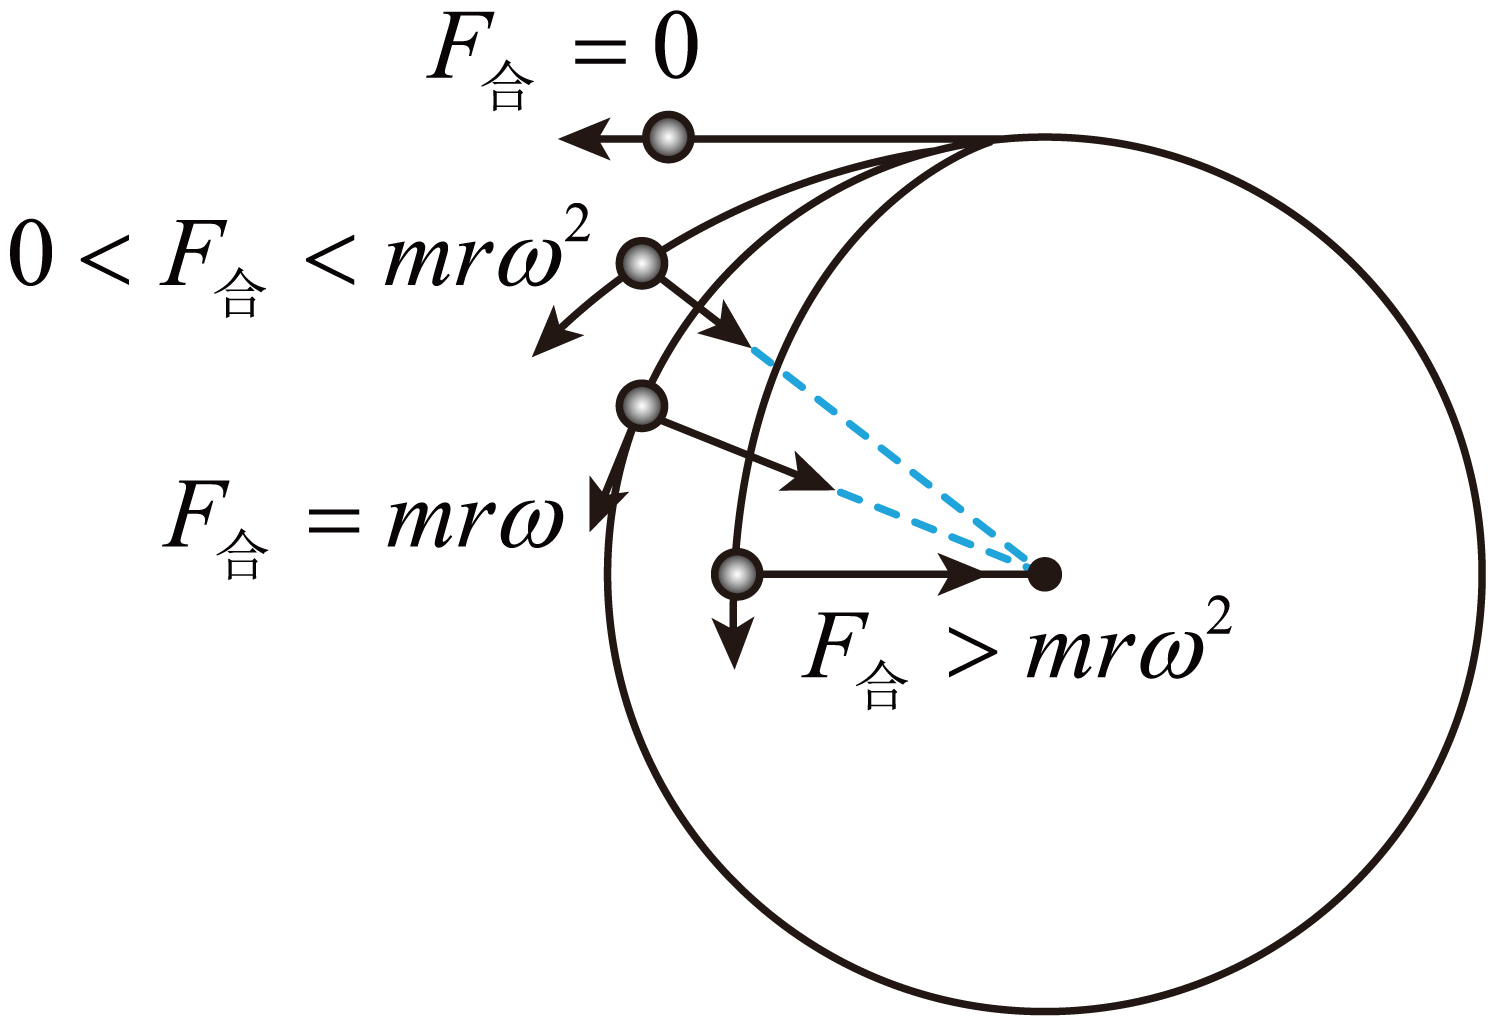 F合 = 0
0 < F合 < mrω²
F合 = mrω
F合 > mrω²